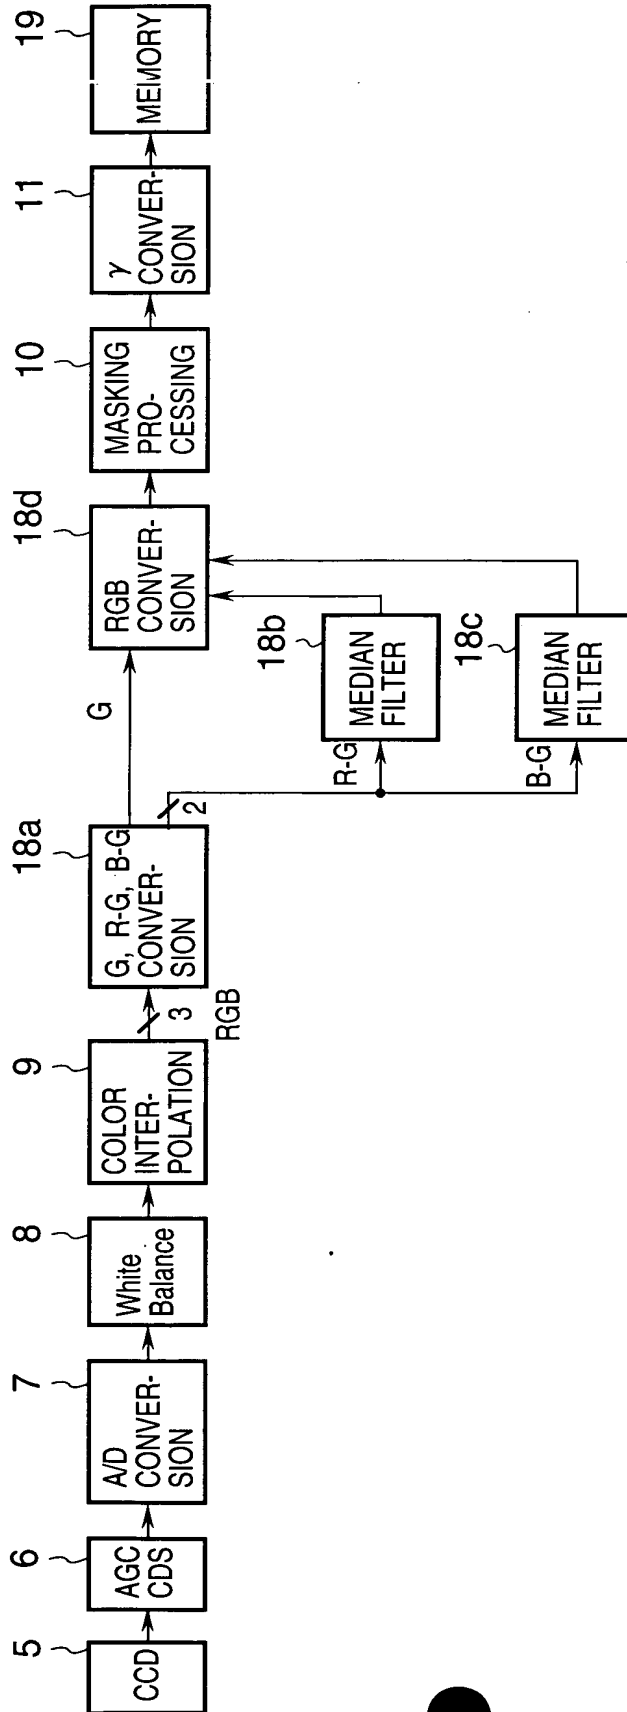 5
CCD
6
AGC
CDS
7
A/D
CONVER-
SION
8
White
Balance
9
COLOR
INTER-
POLATION
3
RGB
18a
G, R-G, B-G
CONVER-
SION
G
2
R-G
18b
MEDIAN
FILTER
B-G
18c
MEDIAN
FILTER
18d
RGB
CONVER-
SION
10
MASKING
PRO-
CESSING
11
γ
CONVER-
SION
19
MEMORY